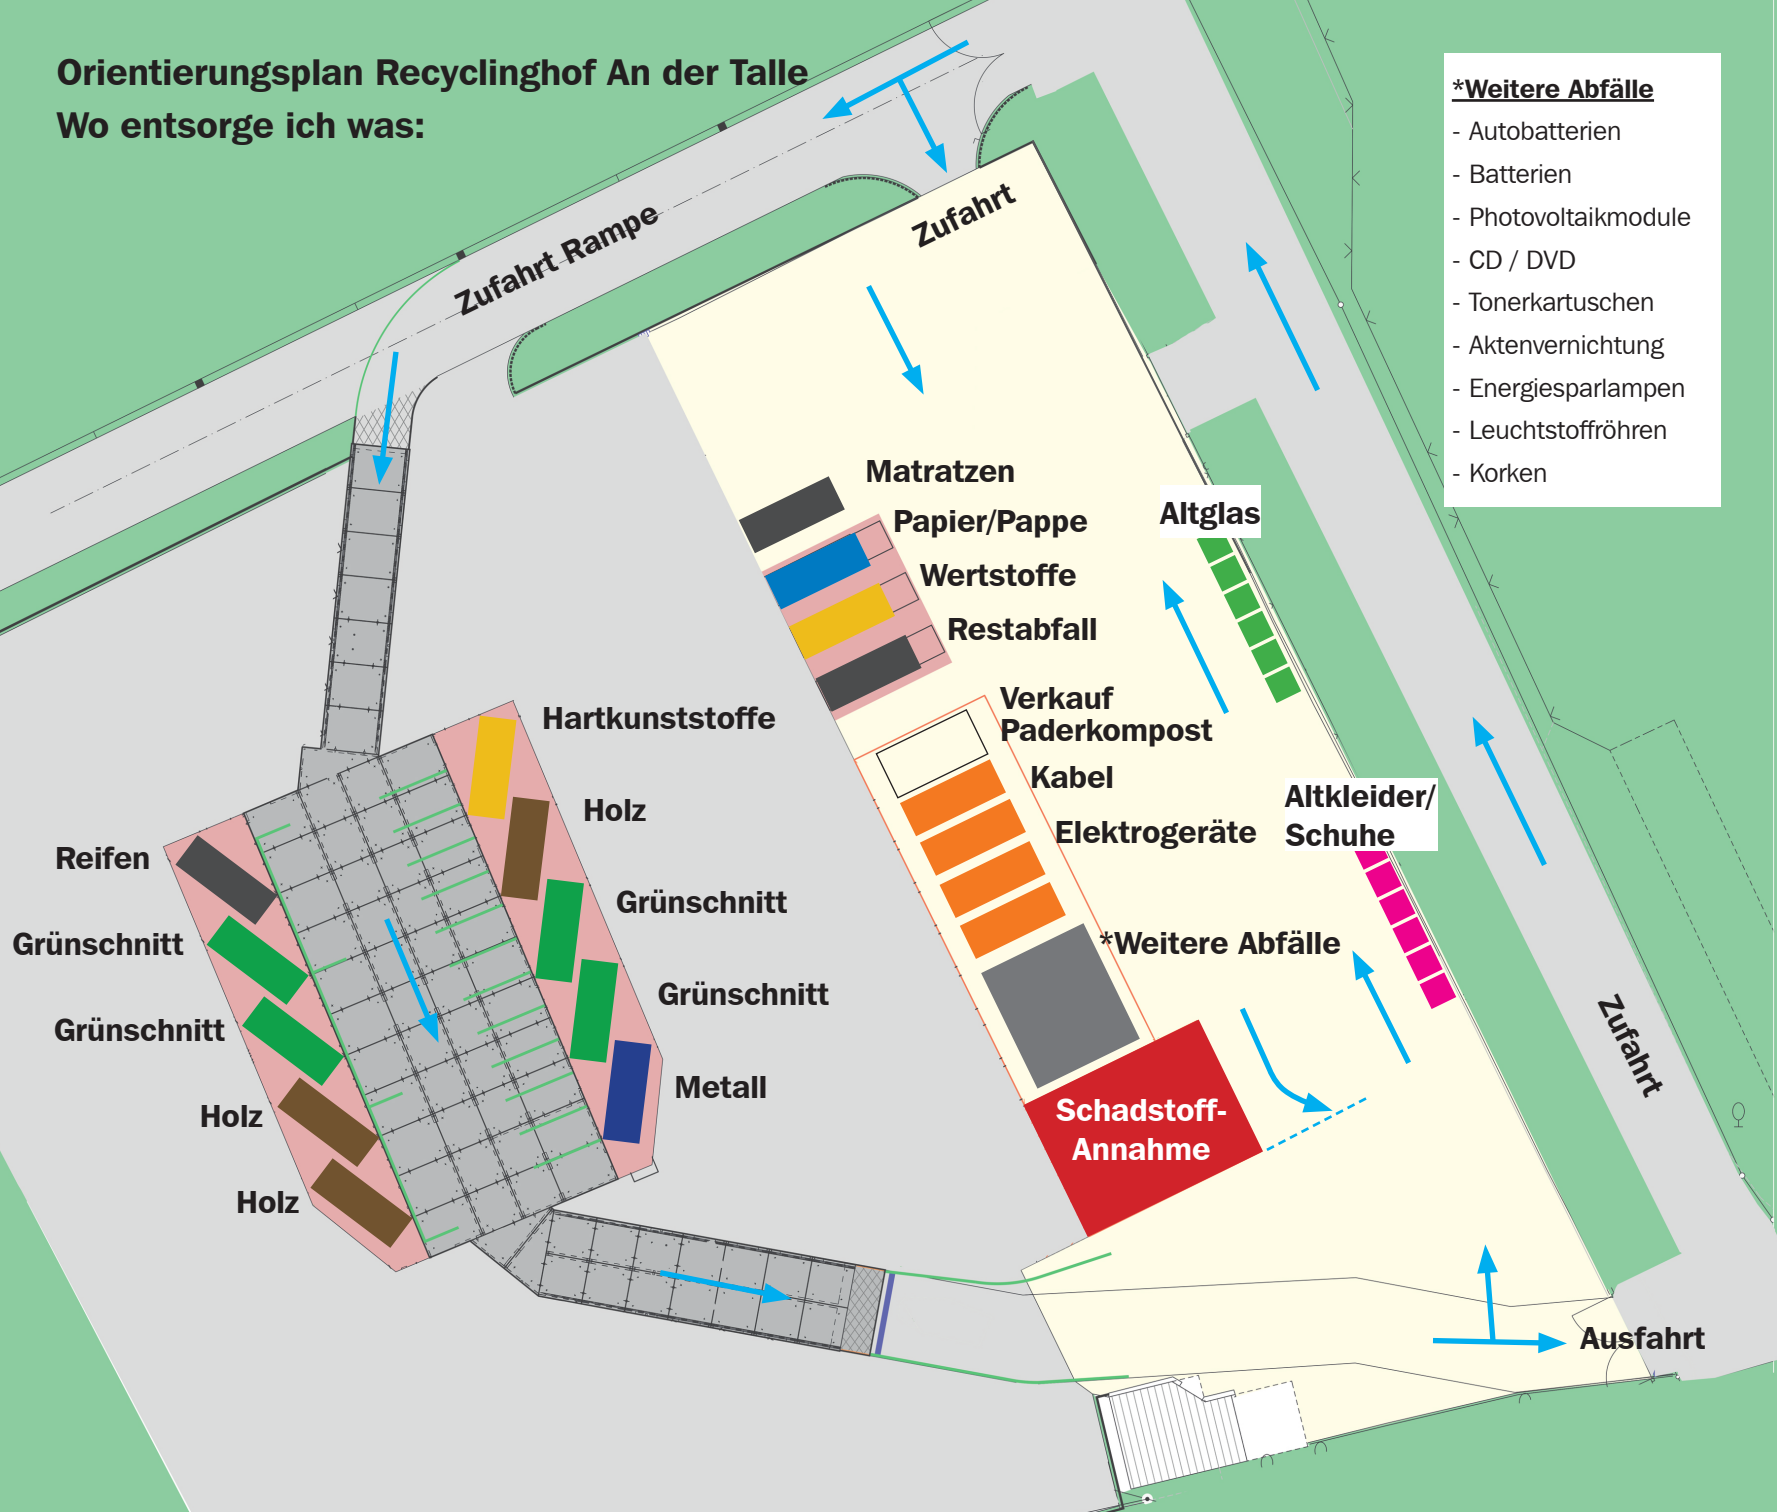 Orientierungsplan Recyclinghof An der Talle
Wo entsorge ich was:
*Weitere Abfälle
- Autobatterien
- Batterien
- Photovoltaikmodule
- CD / DVD
- Tonerkartuschen
- Aktenvernichtung
- Energiesparlampen
- Leuchtstoffröhren
- Korken
Zufahrt Rampe
Zufahrt
Matratzen
Papier/Pappe
Wertstoffe
Restabfall
Altglas
Verkauf
Paderkompost
Kabel
Elektrogeräte
Altkleider/
Schuhe
*Weitere Abfälle
Schadstoff-
Annahme
Hartkunststoffe
Holz
Grünschnitt
Grünschnitt
Metall
Reifen
Grünschnitt
Grünschnitt
Holz
Holz
Zufahrt
Ausfahrt